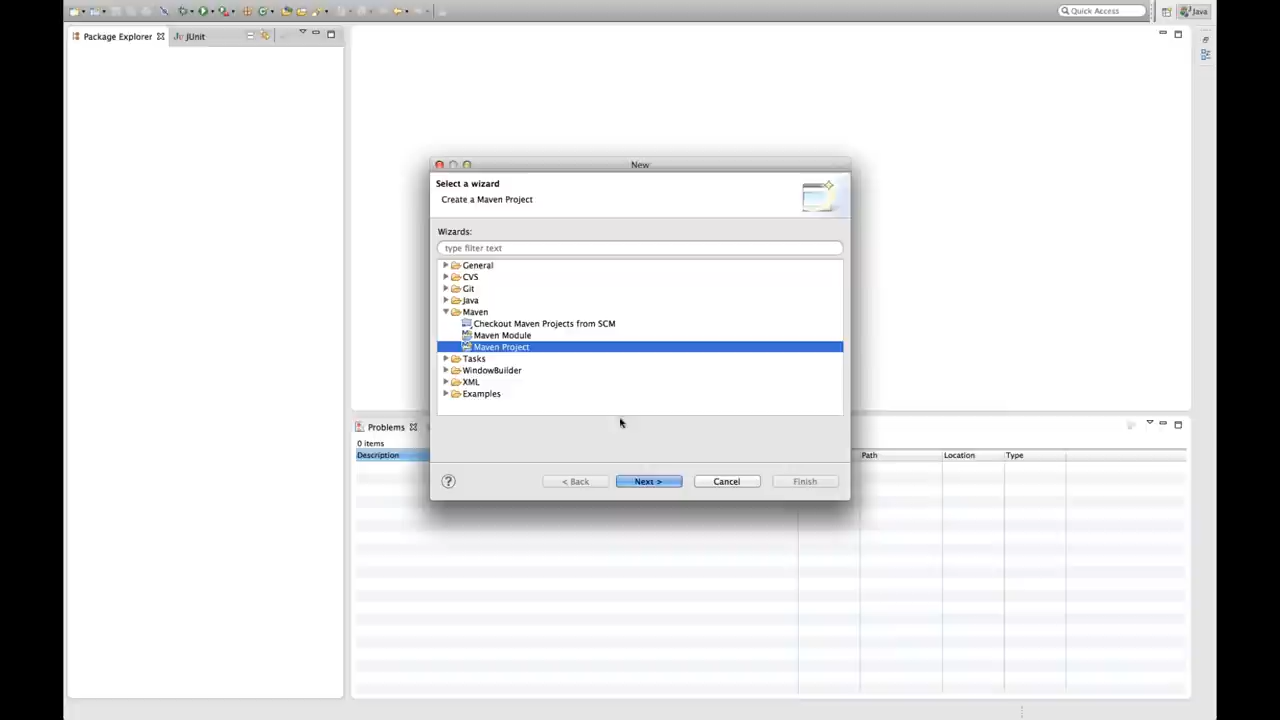 Quick Access
Java
Package Explorer
JUnit
New
Select a wizard
Create a Maven Project
Wizards:
type filter text
General
CVS
Git
Java
Maven
Checkout Maven Projects from SCM
Maven Module
Maven Project
Tasks
WindowBuilder
XML
Examples
? < Back Next > Cancel Finish
Problems
0 items
Description Path Location Type